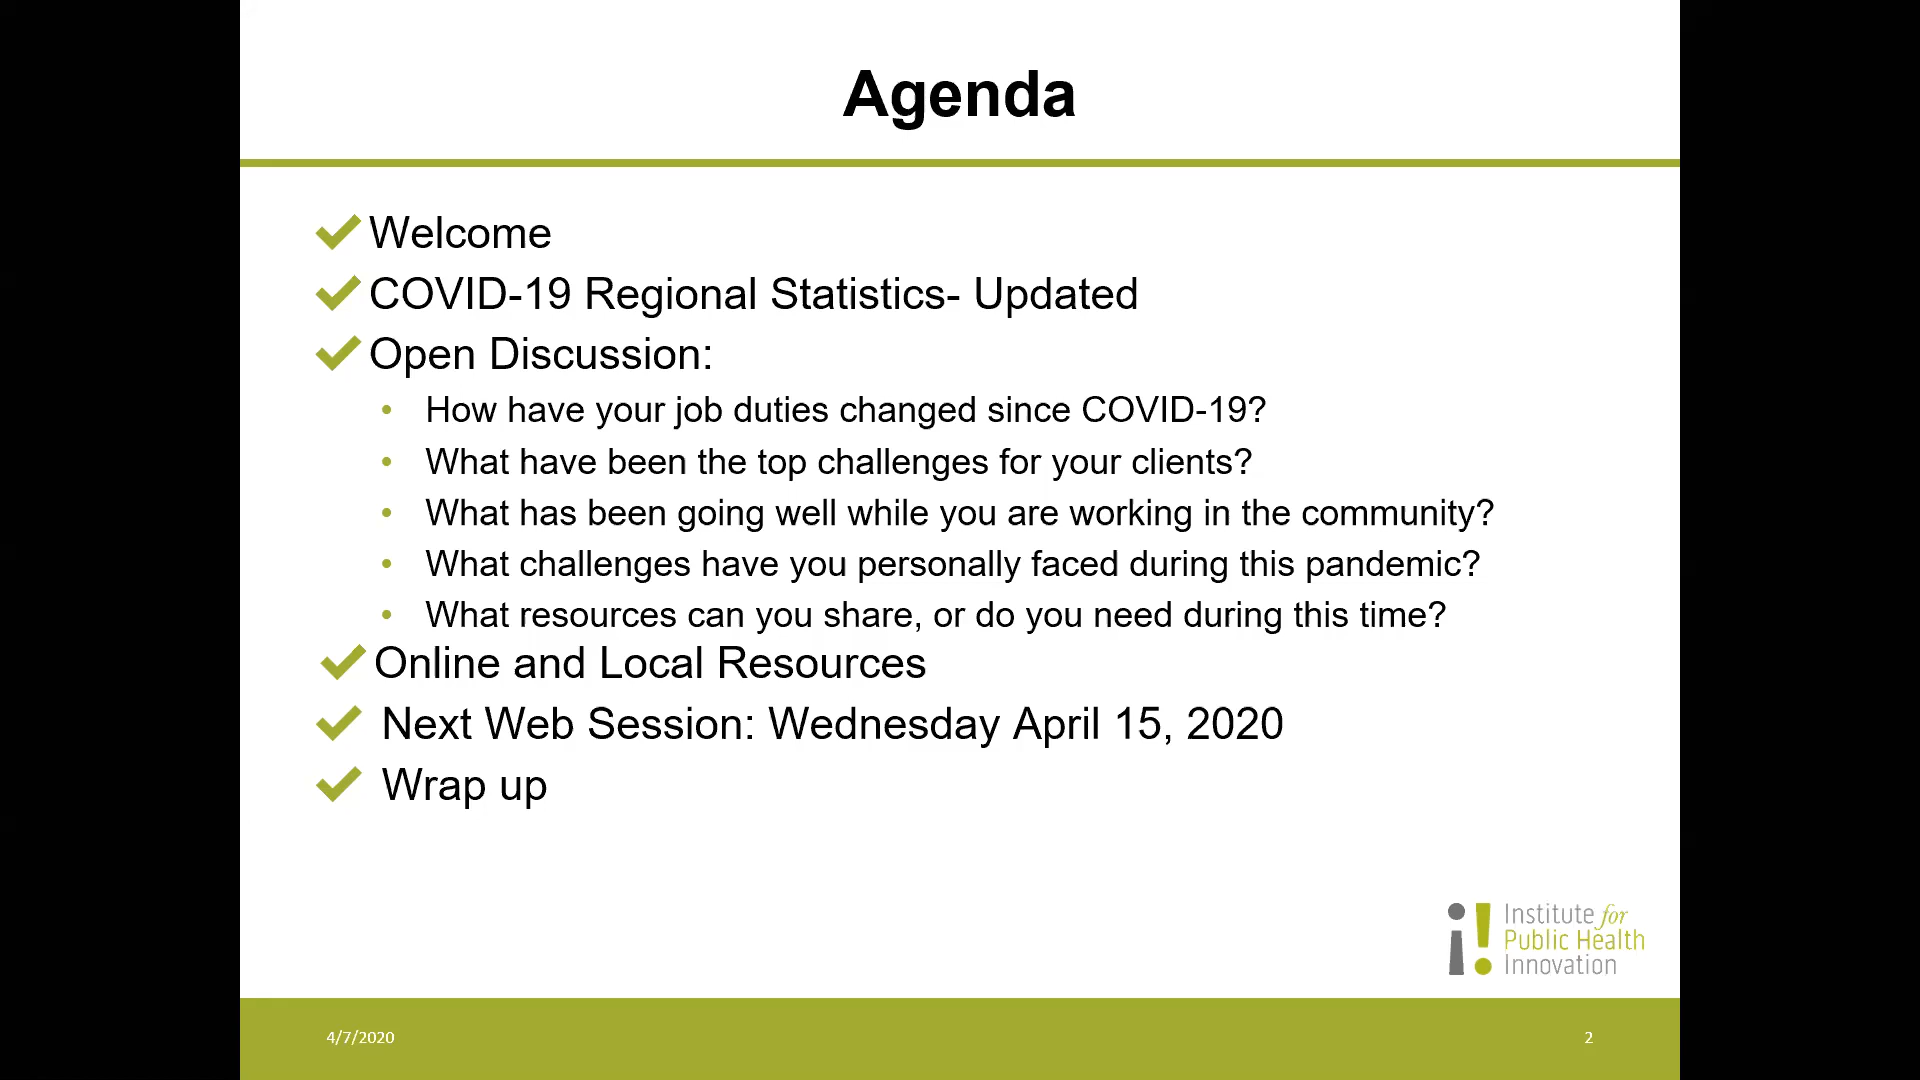 Agenda
Welcome
COVID-19 Regional Statistics- Updated
Open Discussion:
• How have your job duties changed since COVID-19?
• What have been the top challenges for your clients?
• What has been going well while you are working in the community?
• What challenges have you personally faced during this pandemic?
• What resources can you share, or do you need during this time?
Online and Local Resources
Next Web Session: Wednesday April 15, 2020
Wrap up
Institute for
Public Health
Innovation
4/7/2020
2